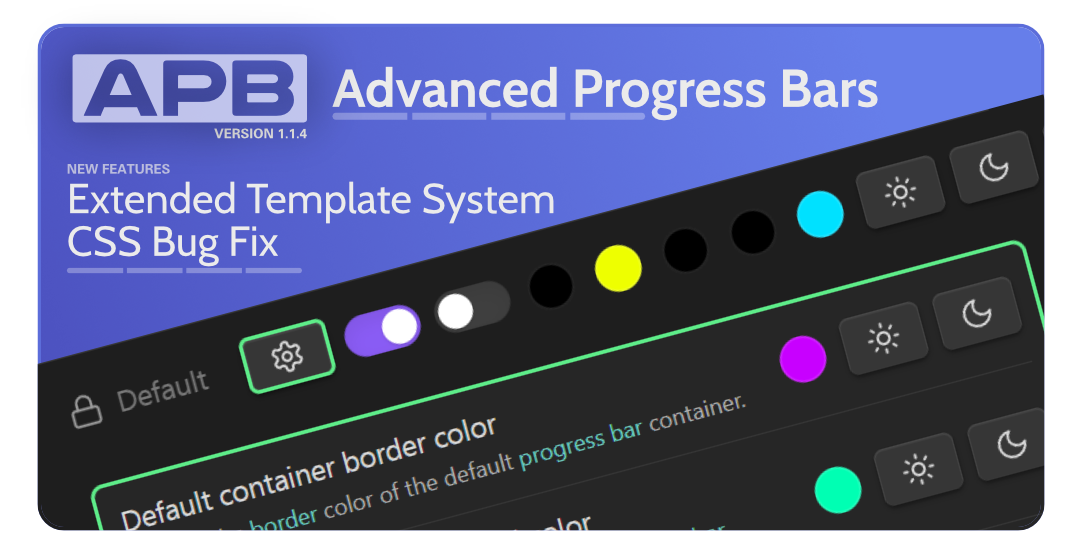 APB
Advanced Progress Bars
VERSION 1.1.4
NEW FEATURES
Extended Template System
CSS Bug Fix
Default
Default container border color
border color of the default progress bar container.